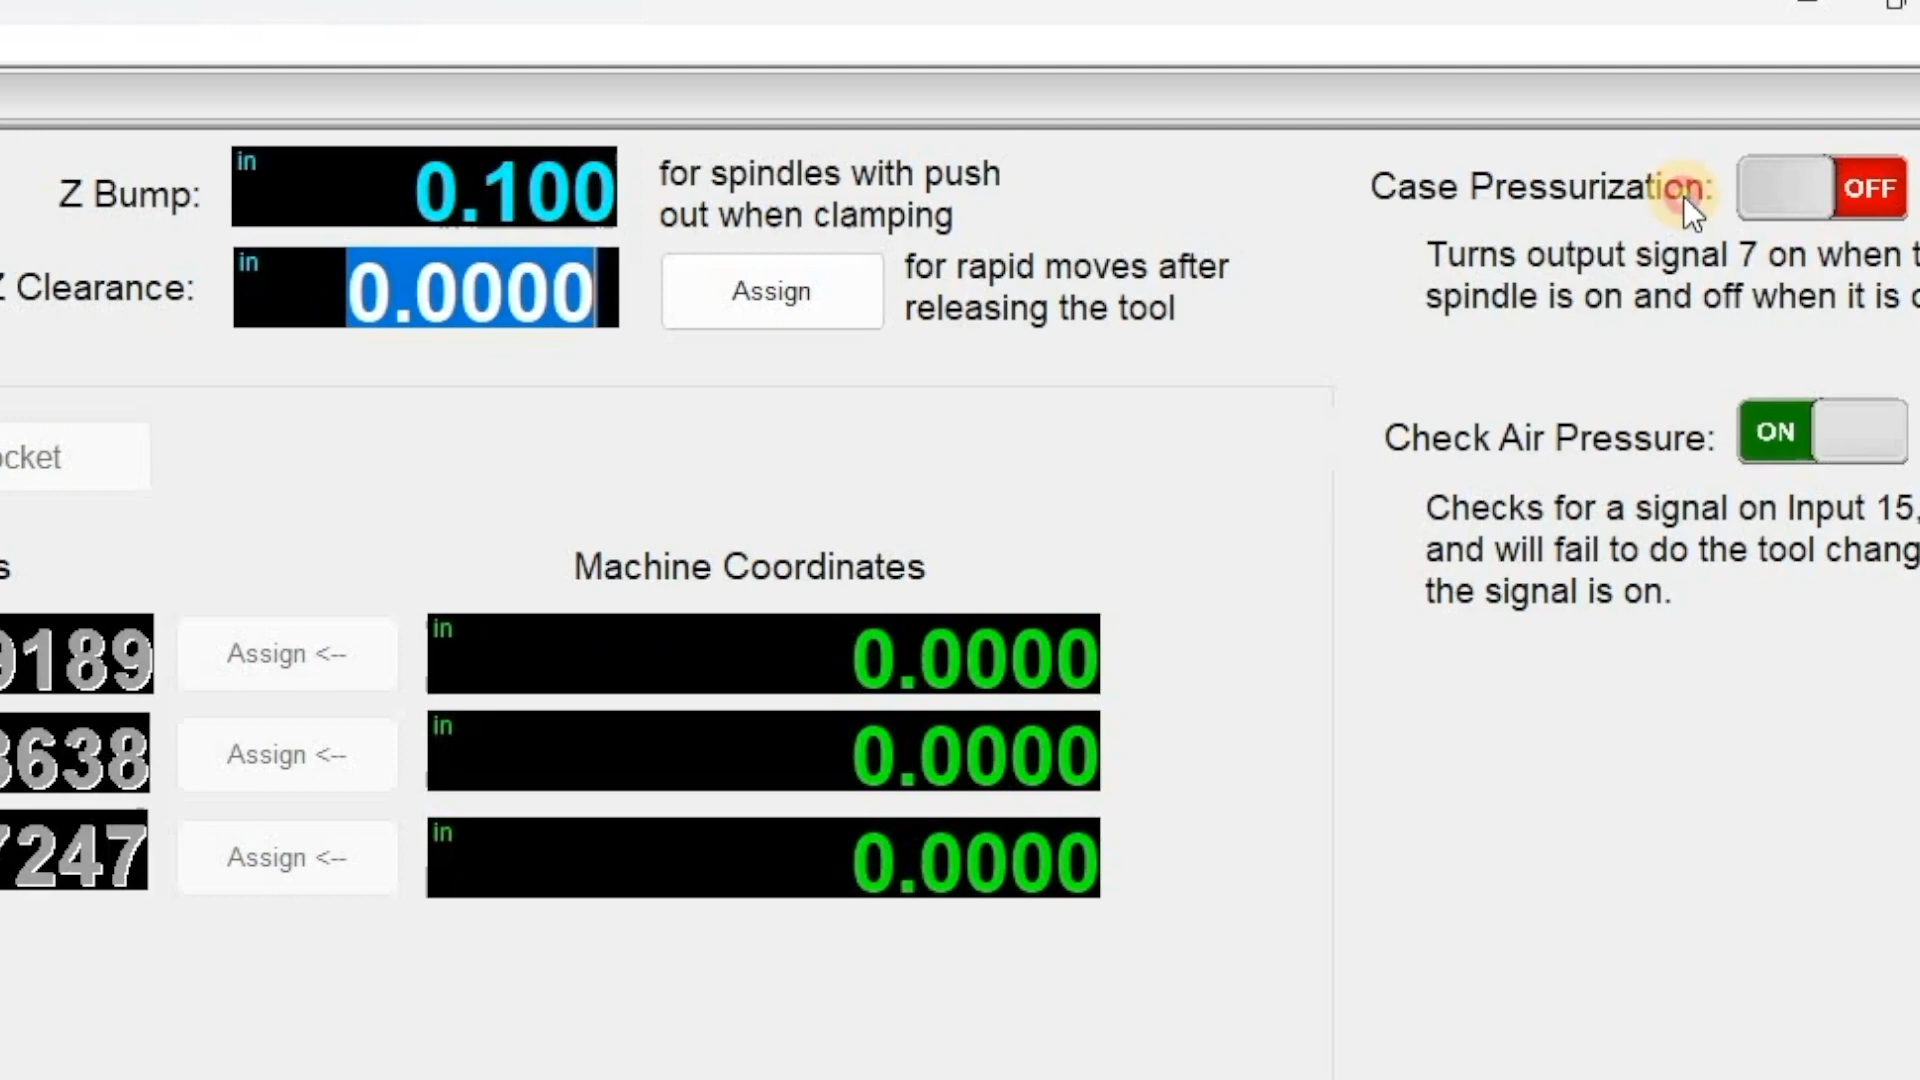 Z Bump:
in
0.100
for spindles with push
out when clamping
Z Clearance:
in
0.0000
Assign
for rapid moves after
releasing the tool
Case Pressurization:
OFF
Turns output signal 7 on when
spindle is on and off when it is
Check Air Pressure:
ON
Checks for a signal on Input 15,
and will fail to do the tool chang
the signal is on.
ocket
s
Machine Coordinates
9189
Assign <--
in
0.0000
3638
Assign <--
in
0.0000
7247
Assign <--
in
0.0000